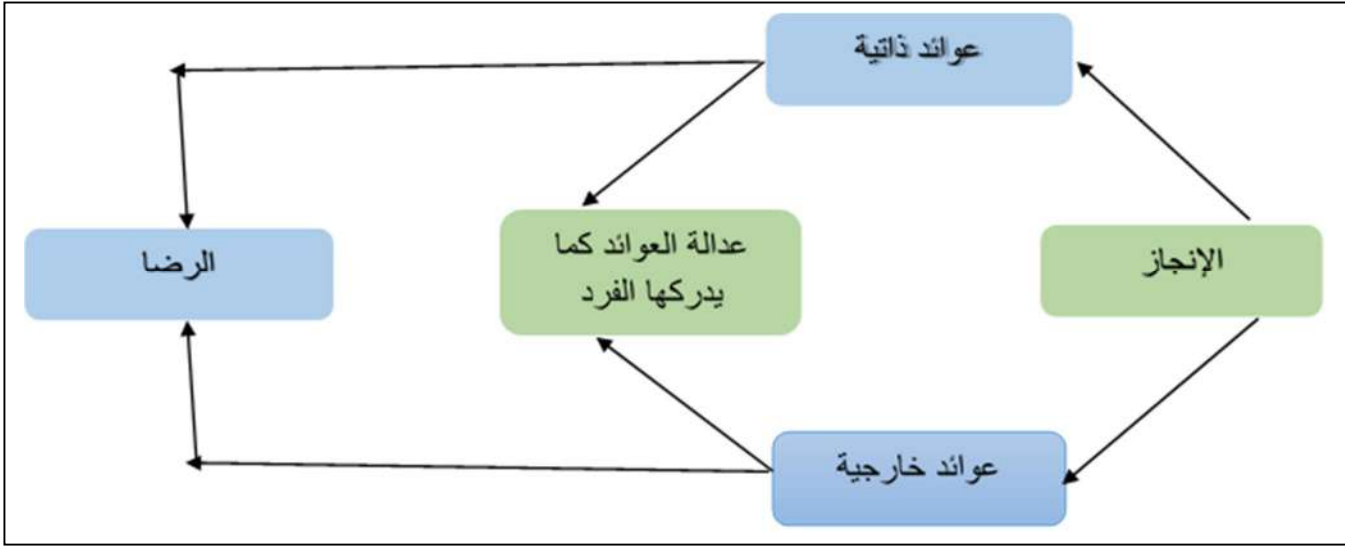 عوائد ذاتية
الإنجاز
عدالة العوائد كما
يدركها الفرد
الرضا
عوائد خارجية